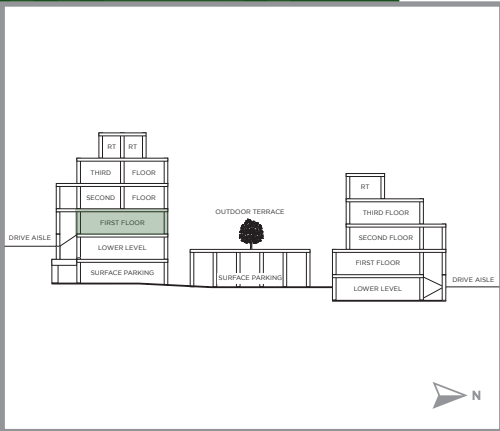 RT RT
THIRD FLOOR
SECOND FLOOR
FIRST FLOOR
DRIVE AISLE
LOWER LEVEL
SURFACE PARKING
OUTDOOR TERRACE
SURFACE PARKING
RT
THIRD FLOOR
SECOND FLOOR
FIRST FLOOR
DRIVE AISLE
LOWER LEVEL
N